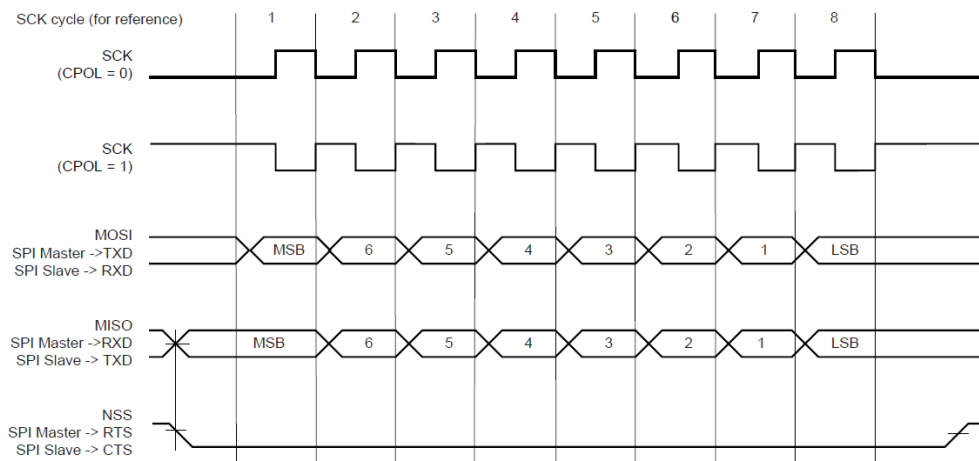 SCK cycle (for reference) 1 2 3 4 5 6 7 8
SCK
(CPOL = 0)
SCK
(CPOL = 1)
MOSI
SPI Master ->TXD
SPI Slave -> RXD
MSB 6 5 4 3 2 1 LSB
MISO
SPI Master ->RXD
SPI Slave -> TXD
MSB 6 5 4 3 2 1 LSB
NSS
SPI Master -> RTS
SPI Slave -> CTS